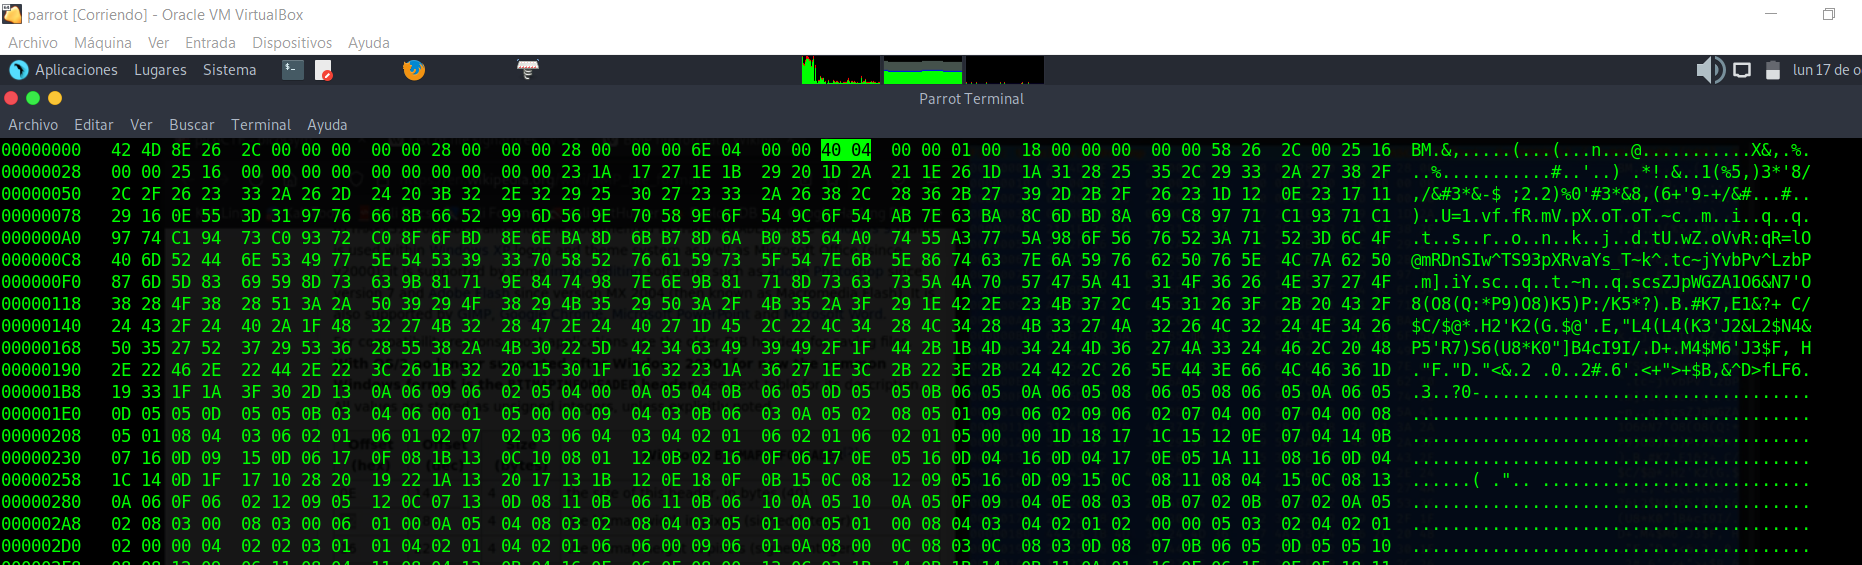 parrot [Corriendo] - Oracle VM VirtualBox
Archivo Máquina Ver Entrada Dispositivos Ayuda
Aplicaciones Lugares Sistema lun 17 de o
Parrot Terminal
Archivo Editar Ver Buscar Terminal Ayuda
00000000 42 4D 8E 26 2C 00 00 00 00 00 28 00 00 00 28 00 00 00 6E 04 00 00 40 04 00 00 01 00 18 00 00 00 00 00 58 26 2C 00 25 16 BM.&,.....(...(...n...@...........X&,.%.
00000028 00 00 25 16 00 00 00 00 00 00 00 00 00 00 23 1A 17 27 1E 1B 29 20 1D 2A 21 1E 26 1D 1A 31 28 25 35 2C 29 33 2A 27 38 2F ..%...........#..'..) .*!.&..1(%5,)3*'8/
00000050 2C 2F 26 23 33 2A 26 2D 24 20 3B 32 2E 32 29 25 30 27 23 33 2A 26 38 2C 28 36 2B 27 39 2D 2B 2F 26 23 1D 12 0E 23 17 11 ,/&#3*&-$ ;2.2)%0'#3*&8,(6+'9-+/&#...#..
00000078 29 16 0E 55 3D 31 97 76 66 8B 66 52 99 6D 56 9E 70 58 9E 6F 54 9C 6F 54 AB 7E 63 BA 8C 6D BD 8A 69 C8 97 71 C1 93 71 C1 )..U=1.vf.fR.mV.pX.oT.oT.~c..m..i..q..q.
000000A0 97 74 C1 94 73 C0 93 72 C0 8F 6F BD 8E 6E BA 8D 6B B7 8D 6A B0 85 64 A0 74 55 A3 77 5A 98 6F 56 76 52 3A 71 52 3D 6C 4F .t..s..r..o..n..k..j..d.tU.wZ.oVvR:qR=lO
000000C8 40 6D 52 44 6E 53 49 77 5E 54 53 39 33 70 58 52 76 61 59 73 5F 54 7E 6B 5E 86 74 63 7E 6A 59 76 62 50 76 5E 4C 7A 62 50 @mRDnSIw^TS93pXRvaYs_T~k^.tc~jYvbPv^LzbP
000000F0 87 6D 5D 83 69 59 8D 73 63 9B 81 71 9E 84 74 98 7E 6E 9B 81 71 8D 73 63 73 5A 4A 70 57 47 5A 41 31 4F 36 26 4E 37 27 4F .m].iY.sc..q..t.~n..q.scsZJpWGZA1O6&N7'O
00000118 38 28 4F 38 28 51 3A 2A 50 39 29 4F 38 29 4B 35 29 50 3A 2F 4B 35 2A 3F 29 1E 42 2E 23 4B 37 2C 45 31 26 3F 2B 20 43 2F 8(O8(Q:*P9)O8)K5)P:/K5*?).B.#K7,E1&?+ C/
00000140 24 43 2F 24 40 2A 1F 48 32 27 4B 32 28 47 2E 24 40 27 1D 45 2C 22 4C 34 28 4C 34 28 4B 33 27 4A 32 26 4C 32 24 4E 34 26 $C/$@*.H2'K2(G.$@'.E,"L4(L4(K3'J2&L2$N4&
00000168 50 35 27 52 37 29 53 36 28 55 38 2A 4B 30 22 5D 42 34 63 49 39 49 2F 1F 44 2B 1B 4D 34 24 4D 36 27 4A 33 24 46 2C 20 48 P5'R7)S6(U8*K0"]B4cI9I/.D+.M4$M6'J3$F, H
00000190 2E 22 46 2E 22 44 2E 22 3C 26 1B 32 20 15 30 1F 16 32 23 1A 36 27 1E 3C 2B 22 3E 2B 24 42 2C 26 5E 44 3E 66 4C 46 36 1D ."F."D."<&.2 .0..2#.6'.<+">+$B,&^D>fLF6.
000001B8 19 33 1F 1A 3F 30 2D 13 0A 06 09 06 02 05 04 00 0A 05 04 0B 06 05 0D 05 05 0B 06 05 0A 06 05 08 06 05 08 06 05 0A 06 05 .3..?0-.................................
000001E0 0D 05 05 0D 05 05 0B 03 04 06 00 01 05 00 00 09 04 03 0B 06 03 0A 05 02 08 05 01 09 06 02 09 06 02 07 04 00 07 04 00 08 ........................................
00000208 05 01 08 04 03 06 02 01 06 01 02 07 02 03 06 04 03 04 02 01 06 02 01 06 02 01 05 00 00 1D 18 17 1C 15 12 0E 07 04 14 0B ........................................
00000230 07 16 0D 09 15 0D 06 17 0F 08 1B 13 0C 10 08 01 12 0B 02 16 0F 06 17 0E 05 16 0D 04 16 0D 04 17 0E 05 1A 11 08 16 0D 04 ........................................
00000258 1C 14 0D 1F 17 10 28 20 19 22 1A 13 20 17 13 1B 12 0E 18 0F 0B 15 0C 08 12 09 05 16 0D 09 15 0C 08 11 08 04 15 0C 08 13 ......( .".. ...........................
00000280 0A 06 0F 06 02 12 09 05 12 0C 07 13 0D 08 11 0B 06 11 0B 06 10 0A 05 10 0A 05 0F 09 04 0E 08 03 0B 07 02 0B 07 02 0A 05 ........................................
000002A8 02 08 03 00 08 03 00 06 01 00 0A 05 04 08 03 02 08 04 03 05 01 00 05 01 00 08 04 03 04 02 01 02 00 00 05 03 02 04 02 01 ........................................
000002D0 02 00 00 04 02 02 03 01 01 04 02 01 04 02 01 06 06 00 09 06 01 0A 08 00 0C 08 03 0C 08 03 0D 08 07 0B 06 05 0D 05 05 10 ........................................